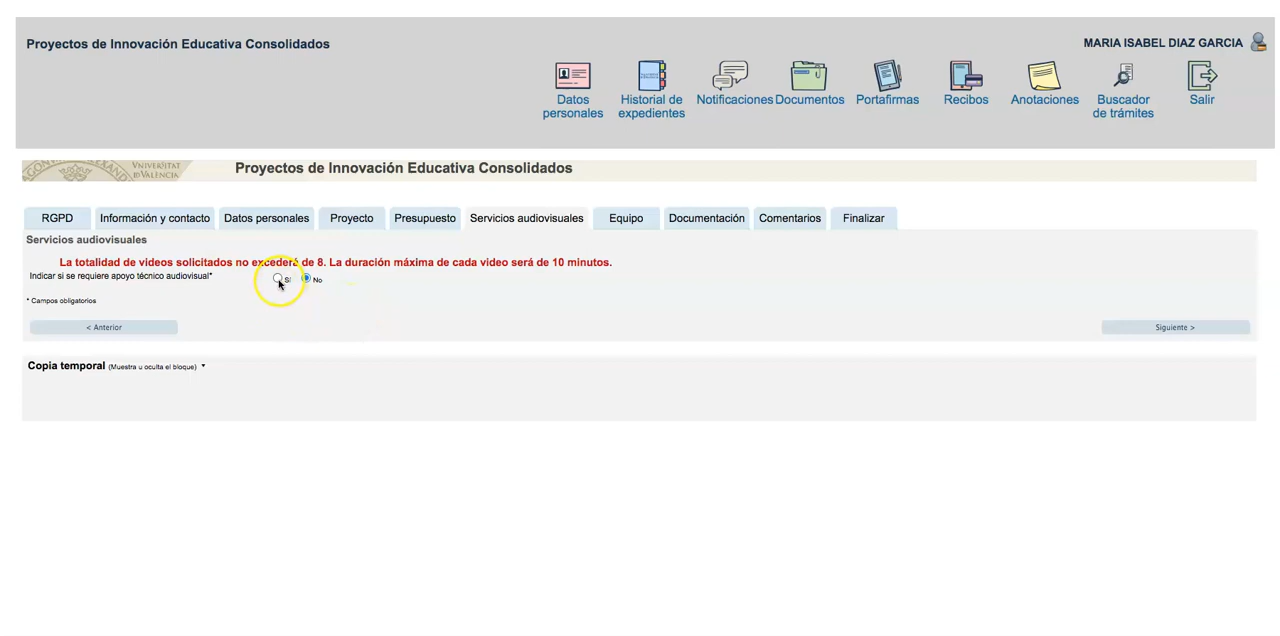 Proyectos de Innovación Educativa Consolidados
MARIA ISABEL DIAZ GARCIA
Datos personales
Historial de expedientes
Notificaciones
Documentos
Portafirmas
Recibos
Anotaciones
Buscador de trámites
Salir
VNIVERSITAT
ID VALÈNCIA
Proyectos de Innovación Educativa Consolidados
RGPD
Información y contacto
Datos personales
Proyecto
Presupuesto
Servicios audiovisuales
Equipo
Documentación
Comentarios
Finalizar
Servicios audiovisuales
La totalidad de videos solicitados no excederá de 8. La duración máxima de cada video será de 10 minutos.
Indicar si se requiere apoyo técnico audiovisual*
Sí
No
* Campos obligatorios
< Anterior
Siguiente >
Copia temporal (Muestra u oculta el bloque)